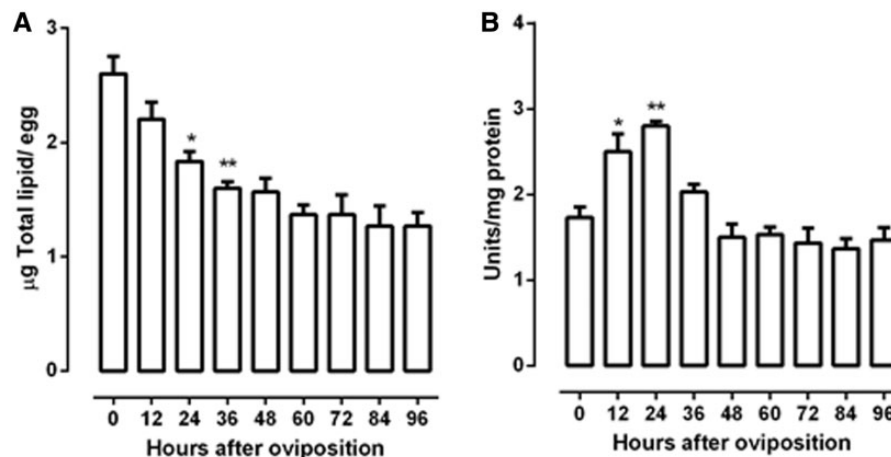 A
μg Total lipid/ egg
3
2
1
0
*
**
0 12 24 36 48 60 72 84 96
Hours after oviposition
B
Units/mg protein
4
3
2
1
0
*
**
0 12 24 36 48 60 72 84 96
Hours after oviposition